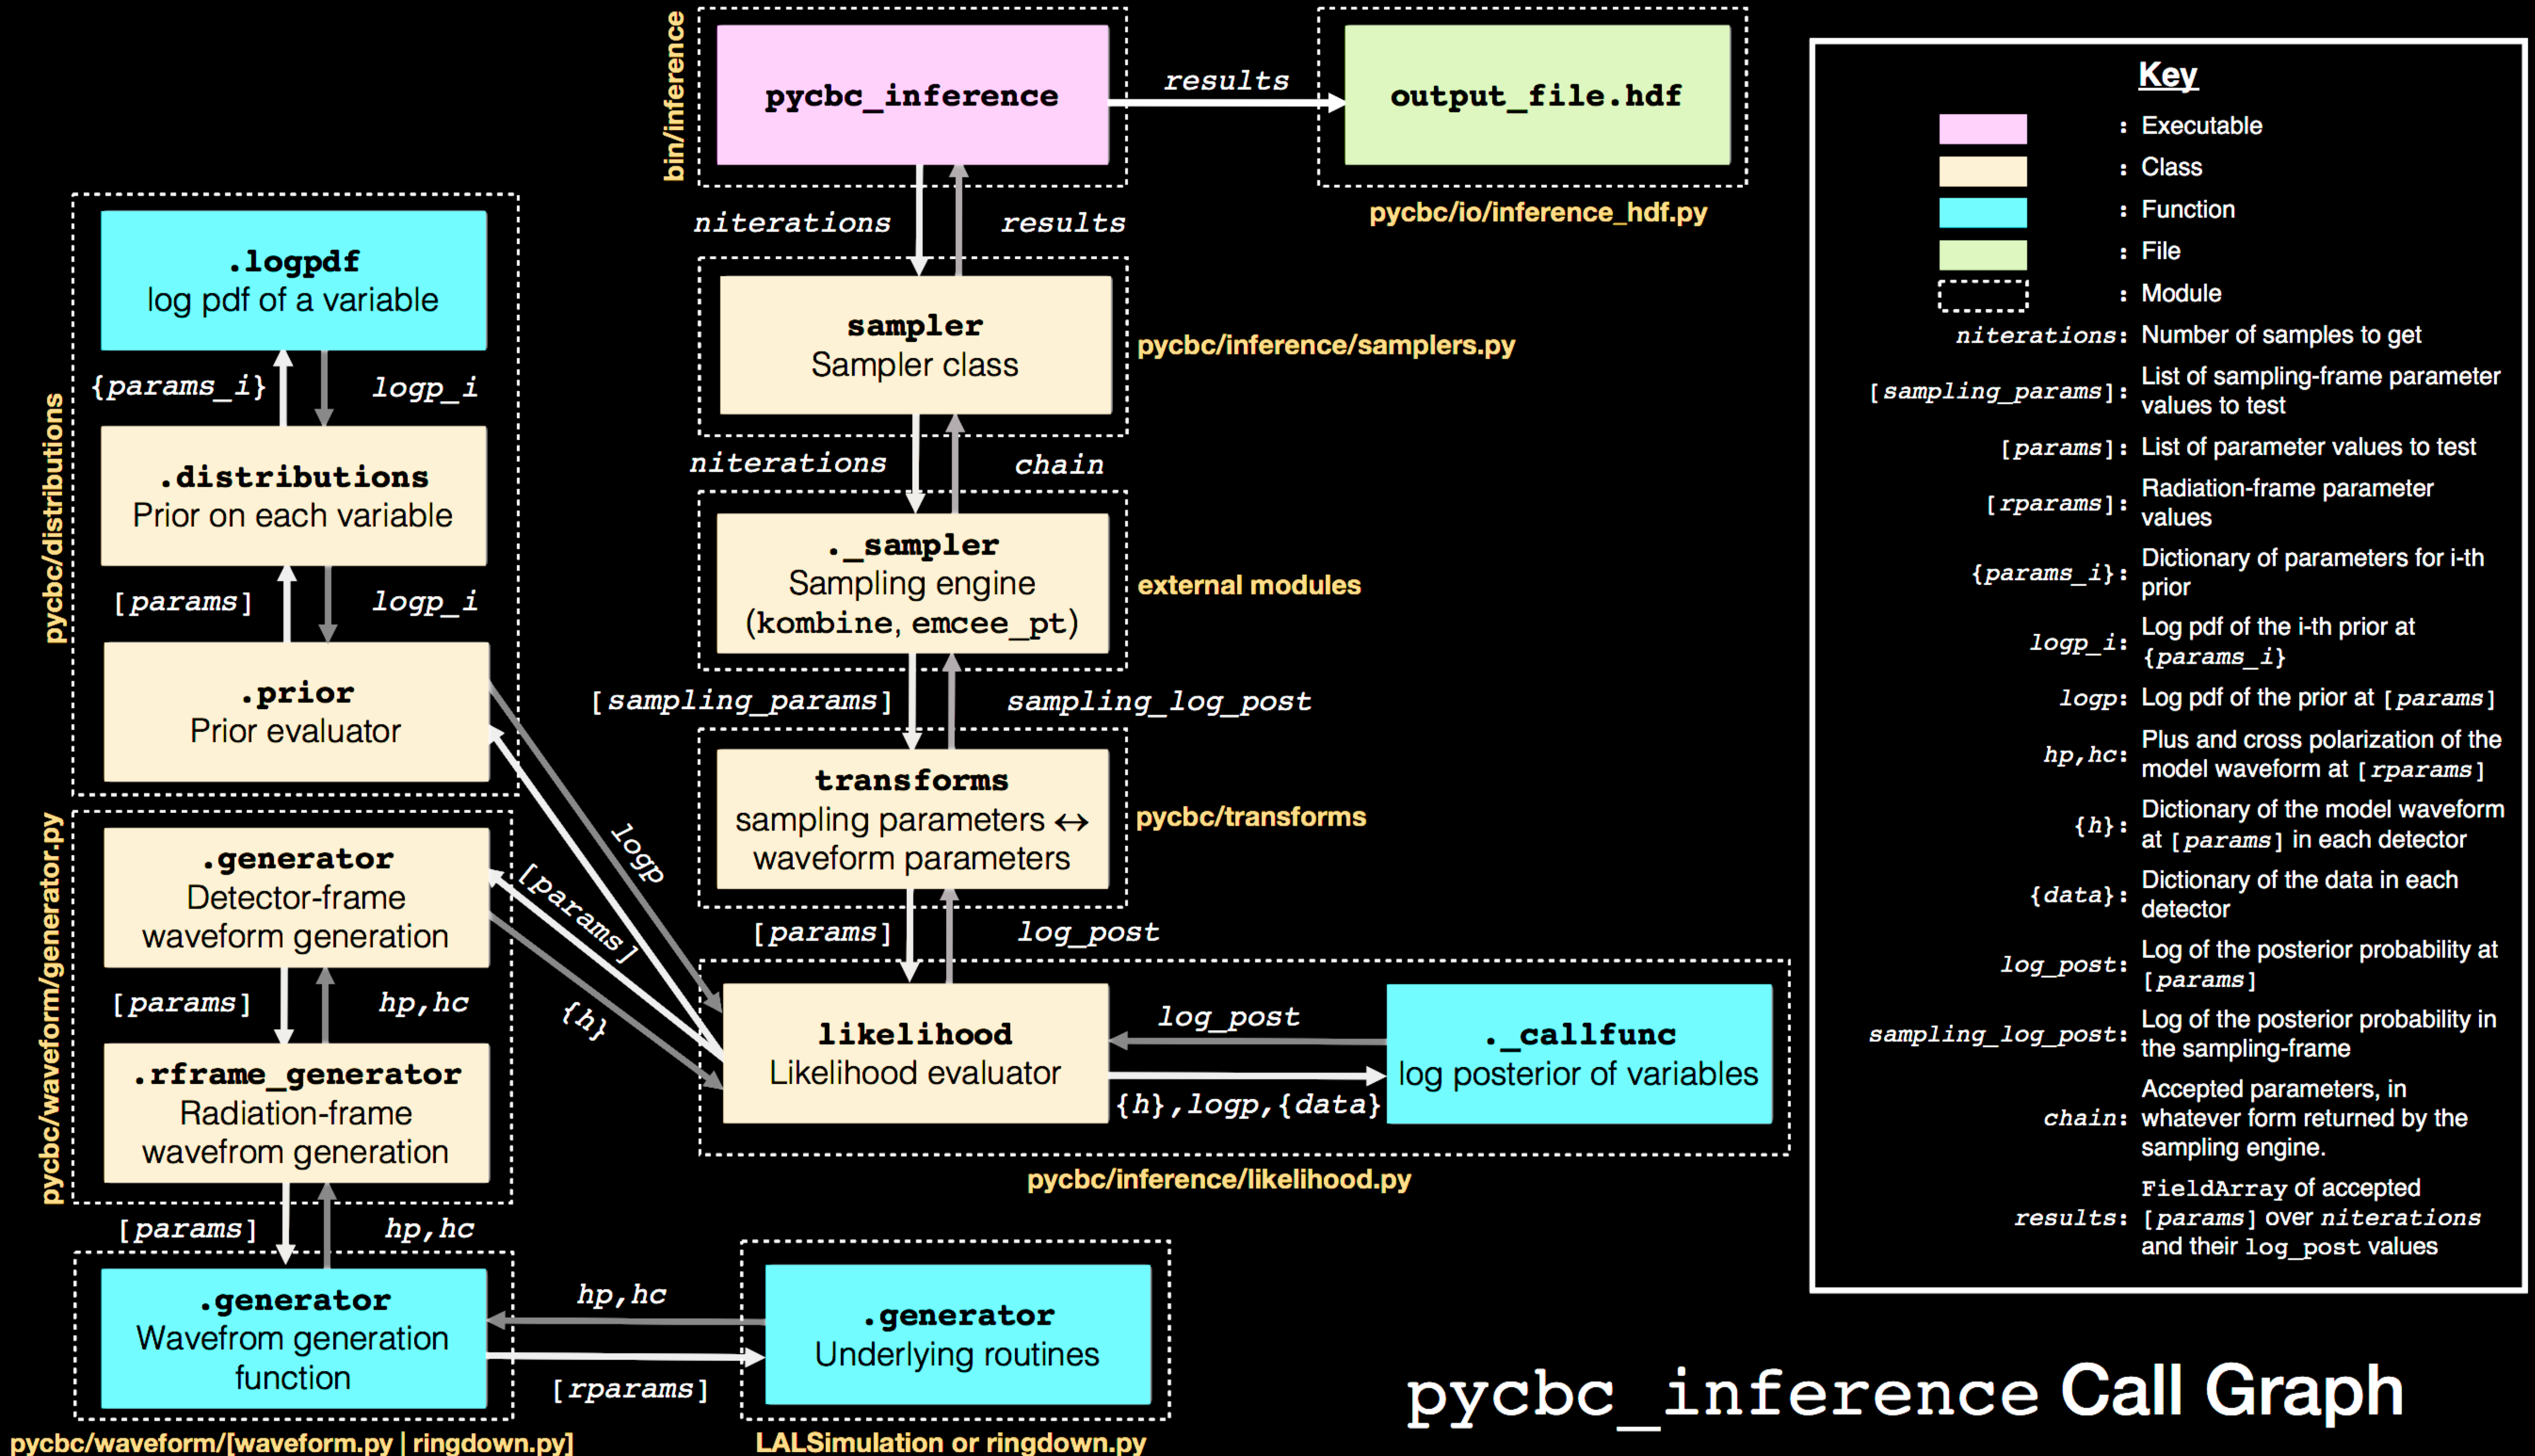 bin/inference
pycbc_inference
results
output_file.hdf
pycbc/io/inference_hdf.py
niterations
results
sampler
Sampler class
pycbc/inference/samplers.py
niterations
chain
._sampler
Sampling engine
(kombine, emcee_pt)
external modules
[sampling_params]
sampling_log_post
transforms
sampling parameters ↔
waveform parameters
pycbc/transforms
[params]
log_post
likelihood
Likelihood evaluator
log_post
{h},logp,{data}
._callfunc
log posterior of variables
pycbc/inference/likelihood.py
pycbc/distributions
.logpdf
log pdf of a variable
{params_i}
logp_i
.distributions
Prior on each variable
[params]
logp_i
.prior
Prior evaluator
logp
[params]
{h}
pycbc/waveform/generator.py
.generator
Detector-frame
waveform generation
[params]
hp,hc
.rframe_generator
Radiation-frame
wavefrom generation
[params]
hp,hc
.generator
Wavefrom generation
function
pycbc/waveform/[waveform.py | ringdown.py]
hp,hc
[rparams]
.generator
Underlying routines
LALSimulation or ringdown.py
Key
: Executable
: Class
: Function
: File
: Module
niterations: Number of samples to get
[sampling_params]: List of sampling-frame parameter
values to test
[params]: List of parameter values to test
[rparams]: Radiation-frame parameter
values
{params_i}: Dictionary of parameters for i-th
prior
logp_i: Log pdf of the i-th prior at
{params_i}
logp: Log pdf of the prior at [params]
hp,hc: Plus and cross polarization of the
model waveform at [rparams]
{h}: Dictionary of the model waveform
at [params] in each detector
{data}: Dictionary of the data in each
detector
log_post: Log of the posterior probability at
[params]
sampling_log_post: Log of the posterior probability in
the sampling-frame
chain: Accepted parameters, in
whatever form returned by the
sampling engine.
results: FieldArray of accepted
[params] over niterations
and their log_post values
pycbc_inference Call Graph